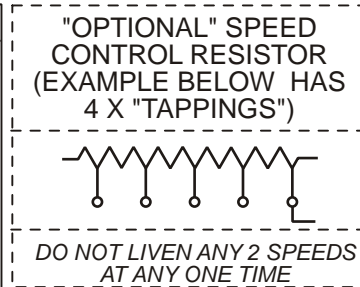 "OPTIONAL" SPEED
CONTROL RESISTOR
(EXAMPLE BELOW HAS
4 X "TAPPINGS")
DO NOT LIVEN ANY 2 SPEEDS
AT ANY ONE TIME